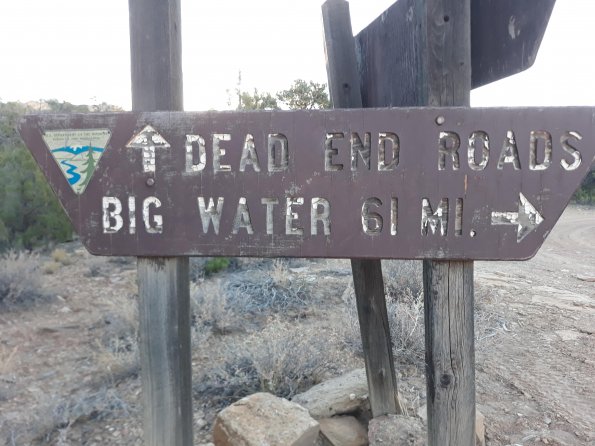 ↑ DEAD END ROADS
BIG WATER 61 MI. →